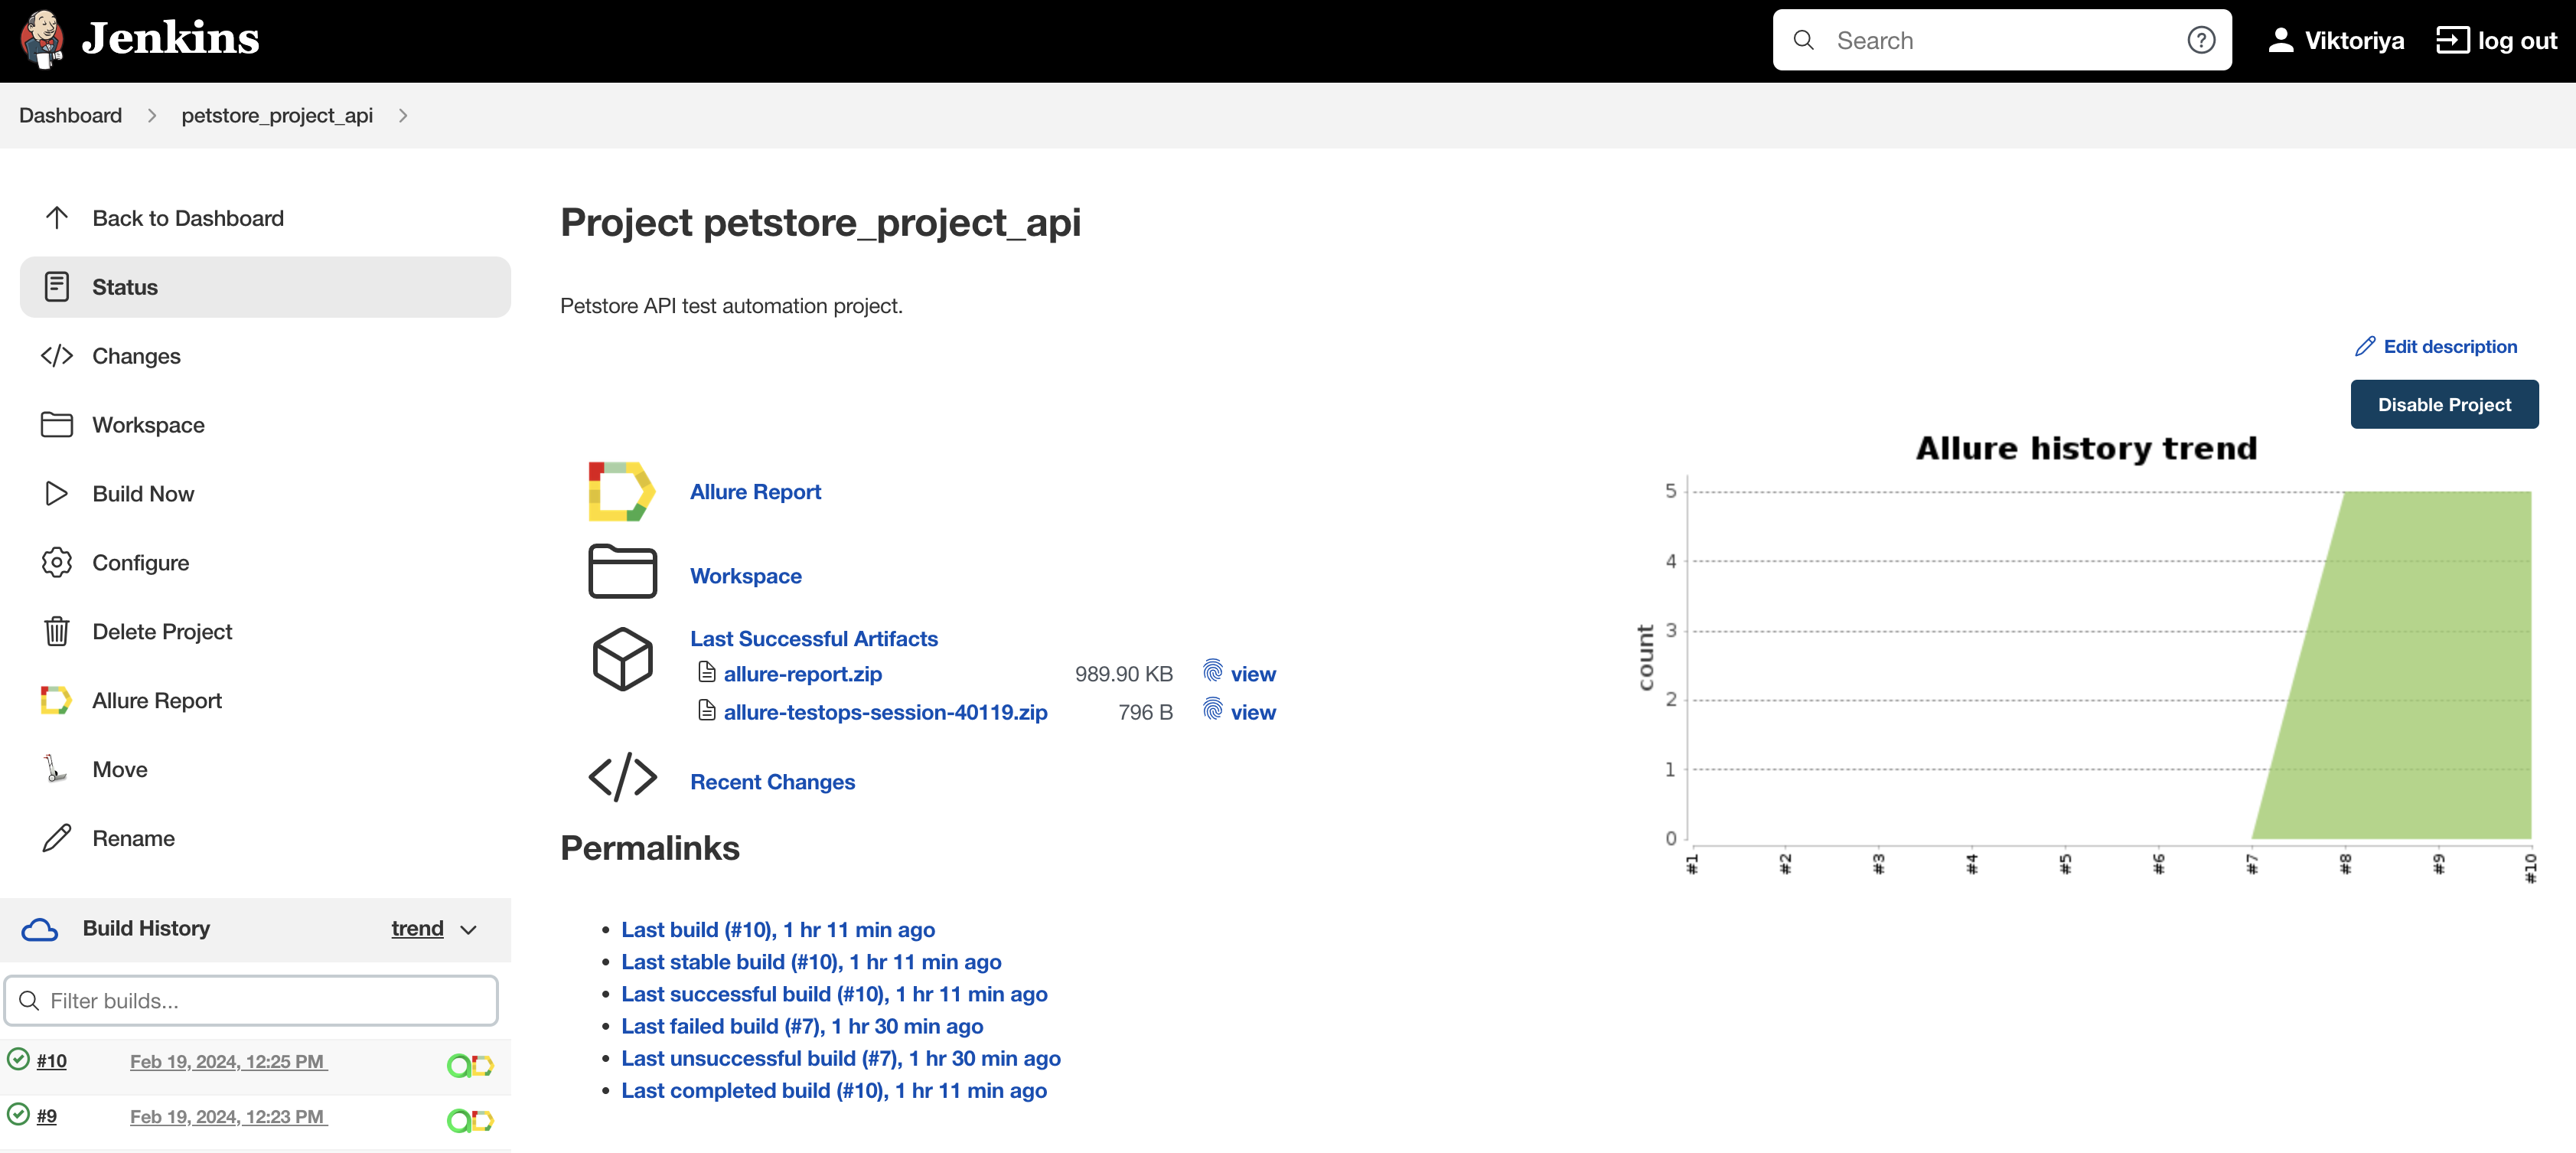 Jenkins
Search
Viktoriya
log out
Dashboard
petstore_project_api
Back to Dashboard
Status
Changes
Workspace
Build Now
Configure
Delete Project
Allure Report
Move
Rename
Build History
trend
Filter builds...
#10 Feb 19, 2024, 12:25 PM
#9 Feb 19, 2024, 12:23 PM
Project petstore_project_api
Petstore API test automation project.
Edit description
Disable Project
Allure Report
Workspace
Last Successful Artifacts
allure-report.zip 989.90 KB view
allure-testops-session-40119.zip 796 B view
Recent Changes
Permalinks
Last build (#10), 1 hr 11 min ago
Last stable build (#10), 1 hr 11 min ago
Last successful build (#10), 1 hr 11 min ago
Last failed build (#7), 1 hr 30 min ago
Last unsuccessful build (#7), 1 hr 30 min ago
Last completed build (#10), 1 hr 11 min ago
Allure history trend
count
5
4
3
2
1
0
#1 #2 #3 #4 #5 #6 #7 #8 #9 #10